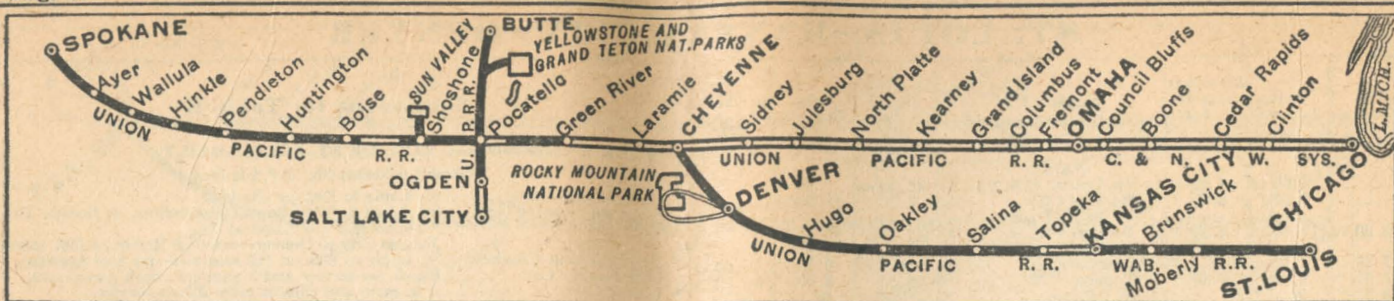 SPOKANE
Ayer
Wallula
Hinkle
Pendleton
Huntington
Boise
SUN VALLEY
Shoshone
BUTTE
YELLOWSTONE AND
GRAND TETON NAT. PARKS
Pocatello
Green River
Laramie
CHEYENNE
Sidney
Julesburg
North Platte
Kearney
Grand Island
Columbus
Fremont
OMAHA
Council Bluffs
Boone
Cedar Rapids
Clinton
L. MICH.
CHICAGO
UNION PACIFIC R. R.
U. P. R. R.
UNION PACIFIC R. R.
C. & N. W. SYS.
OGDEN
SALT LAKE CITY
ROCKY MOUNTAIN
NATIONAL PARK
DENVER
Hugo
Oakley
Salina
Topeka
KANSAS CITY
Brunswick
Moberly
ST. LOUIS
UNION PACIFIC R. R.
WAB. R.R.